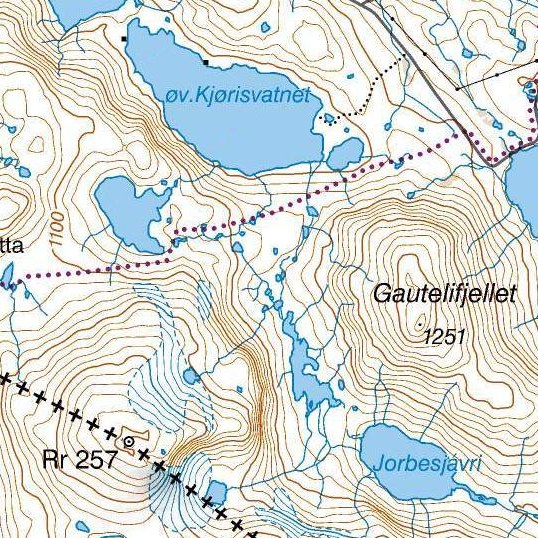 øv.Kjørisvatnet
1100
tta
Gautelifjellet
1251
Rr 257
Jorbesjávri